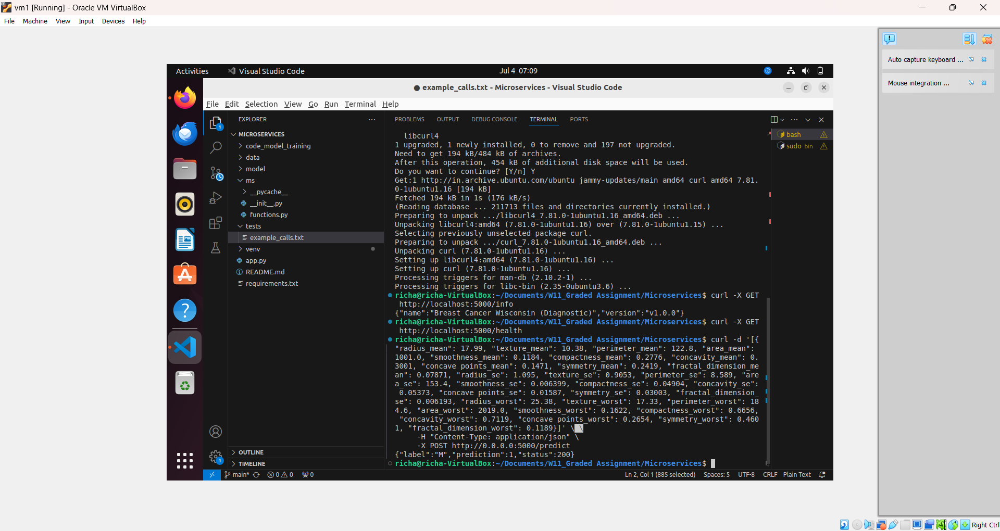 vm1 [Running] - Oracle VM VirtualBox
File Machine View Input Devices Help
Auto capture keyboard ...
Mouse integration ...
Activities
Visual Studio Code
Jul 4 07:09
● example_calls.txt - Microservices - Visual Studio Code
File Edit Selection View Go Run Terminal Help
EXPLORER
MICROSERVICES
code_model_training
data
model
ms
__pycache__
__init__.py
functions.py
tests
example_calls.txt
venv
app.py
README.md
requirements.txt
OUTLINE
TIMELINE
PROBLEMS OUTPUT DEBUG CONSOLE TERMINAL PORTS
bash
sudo bin
libcurl4
1 upgraded, 1 newly installed, 0 to remove and 197 not upgraded.
Need to get 194 kB/484 kB of archives.
After this operation, 454 kB of additional disk space will be used.
Do you want to continue? [Y/n] Y
Get:1 http://in.archive.ubuntu.com/ubuntu jammy-updates/main amd64 curl amd64 7.81.
0-1ubuntu1.16 [194 kB]
Fetched 194 kB in 1s (176 kB/s)
(Reading database ... 211713 files and directories currently installed.)
Preparing to unpack .../libcurl4_7.81.0-1ubuntu1.16_amd64.deb ...
Unpacking libcurl4:amd64 (7.81.0-1ubuntu1.16) over (7.81.0-1ubuntu1.15) ...
Selecting previously unselected package curl.
Preparing to unpack .../curl_7.81.0-1ubuntu1.16_amd64.deb ...
Unpacking curl (7.81.0-1ubuntu1.16) ...
Setting up libcurl4:amd64 (7.81.0-1ubuntu1.16) ...
Setting up curl (7.81.0-1ubuntu1.16) ...
Processing triggers for man-db (2.10.2-1) ...
Processing triggers for libc-bin (2.35-0ubuntu3.6) ...
richa@richa-VirtualBox:~/Documents/W11_Graded Assignment/Microservices$ curl -X GET
http://localhost:5000/info
{"name":"Breast Cancer Wisconsin (Diagnostic)","version":"v1.0.0"}
richa@richa-VirtualBox:~/Documents/W11_Graded Assignment/Microservices$ curl -X GET
http://localhost:5000/health
richa@richa-VirtualBox:~/Documents/W11_Graded Assignment/Microservices$ curl -d '[{
"radius_mean": 17.99, "texture_mean": 10.38, "perimeter_mean": 122.8, "area_mean":
1001.0, "smoothness_mean": 0.1184, "compactness_mean": 0.2776, "concavity_mean": 0.
3001, "concave points_mean": 0.1471, "symmetry_mean": 0.2419, "fractal_dimension_me
an": 0.07871, "radius_se": 1.095, "texture_se": 0.9053, "perimeter_se": 8.589, "are
a_se": 153.4, "smoothness_se": 0.006399, "compactness_se": 0.04904, "concavity_se":
0.05373, "concave points_se": 0.01587, "symmetry_se": 0.03003, "fractal_dimension_
se": 0.006193, "radius_worst": 25.38, "texture_worst": 17.33, "perimeter_worst": 18
4.6, "area_worst": 2019.0, "smoothness_worst": 0.1622, "compactness_worst": 0.6656,
"concavity_worst": 0.7119, "concave points_worst": 0.2654, "symmetry_worst": 0.460
1, "fractal_dimension_worst": 0.1189}]' \ \
-H "Content-Type: application/json" \
-X POST http://0.0.0.0:5000/predict
{"label":"M","prediction":1,"status":200}
richa@richa-VirtualBox:~/Documents/W11_Graded Assignment/Microservices$
main* 0 0 0 Ln 2, Col 1 (885 selected) Spaces: 5 UTF-8 CRLF Plain Text
Right Ctrl